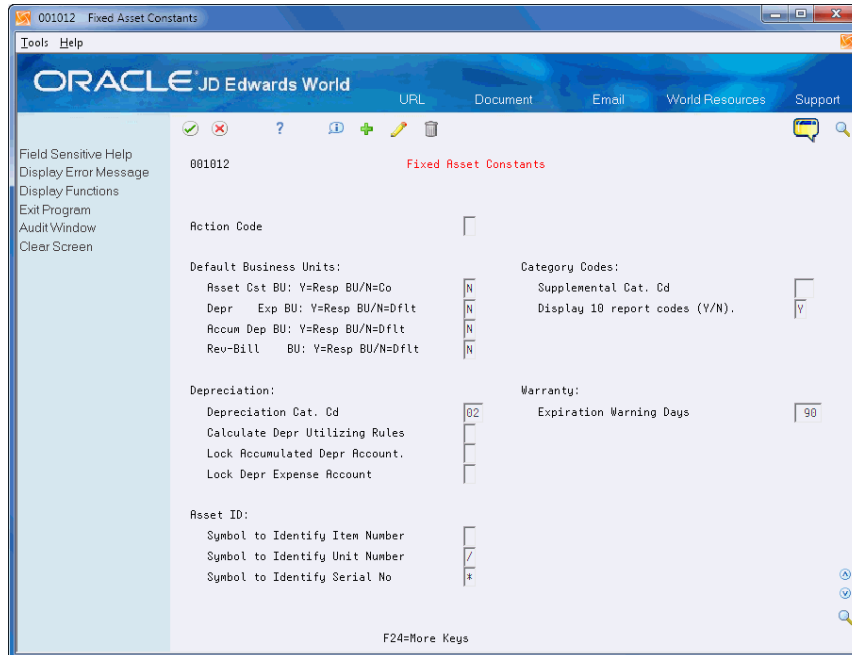 001012 Fixed Asset Constants
Tools Help
ORACLE JD Edwards World
URL Document Email World Resources Support
Field Sensitive Help
Display Error Message
Display Functions
Exit Program
Audit Window
Clear Screen
001012 Fixed Asset Constants
Action Code
Default Business Units: Category Codes:
Asset Cst BU: Y=Resp BU/N=Co N Supplemental Cat. Cd
Depr Exp BU: Y=Resp BU/N=Dflt N Display 10 report codes (Y/N). Y
Accum Dep BU: Y=Resp BU/N=Dflt N
Rev-Bill BU: Y=Resp BU/N=Dflt N
Depreciation: Warranty:
Depreciation Cat. Cd 02 Expiration Warning Days 90
Calculate Depr Utilizing Rules
Lock Accumulated Depr Account.
Lock Depr Expense Account
Asset ID:
Symbol to Identify Item Number
Symbol to Identify Unit Number /
Symbol to Identify Serial No *
F24=More Keys